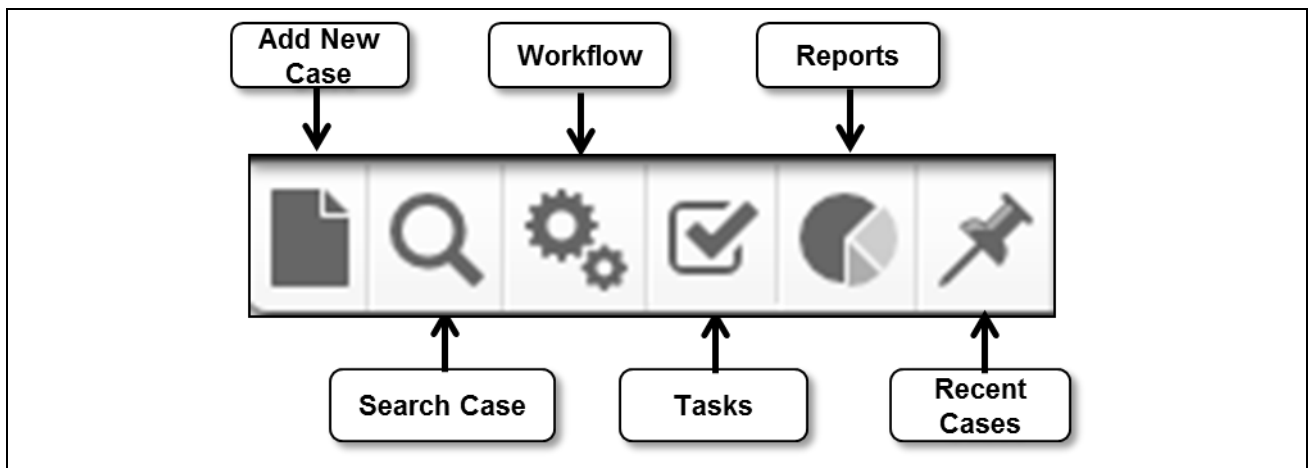 Add New
Case
Workflow
Reports
Search Case
Tasks
Recent
Cases